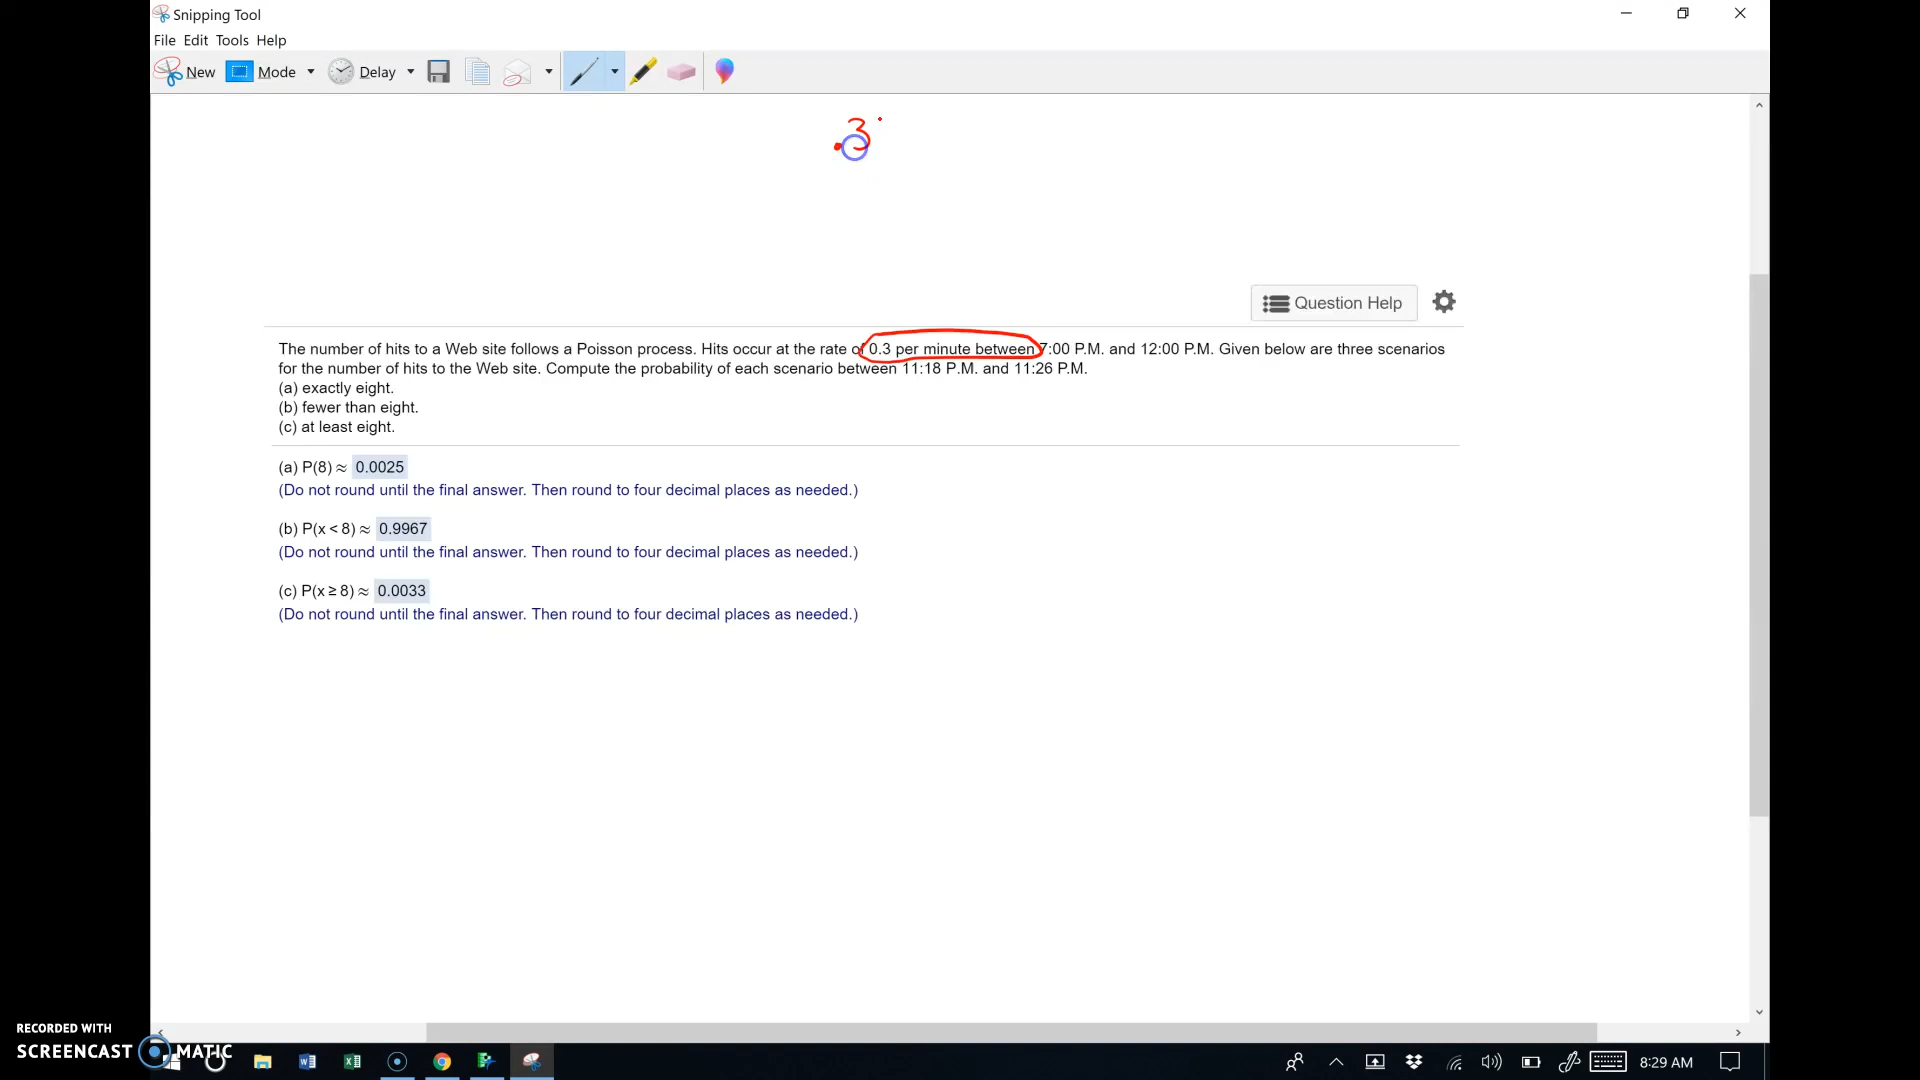 Snipping Tool
File Edit Tools Help
New Mode Delay
.3
Question Help
The number of hits to a Web site follows a Poisson process. Hits occur at the rate of 0.3 per minute between 7:00 P.M. and 12:00 P.M. Given below are three scenarios
for the number of hits to the Web site. Compute the probability of each scenario between 11:18 P.M. and 11:26 P.M.
(a) exactly eight.
(b) fewer than eight.
(c) at least eight.
(a) P(8) ≈ 0.0025
(Do not round until the final answer. Then round to four decimal places as needed.)
(b) P(x < 8) ≈ 0.9967
(Do not round until the final answer. Then round to four decimal places as needed.)
(c) P(x ≥ 8) ≈ 0.0033
(Do not round until the final answer. Then round to four decimal places as needed.)
RECORDED WITH
SCREENCAST MATIC
8:29 AM